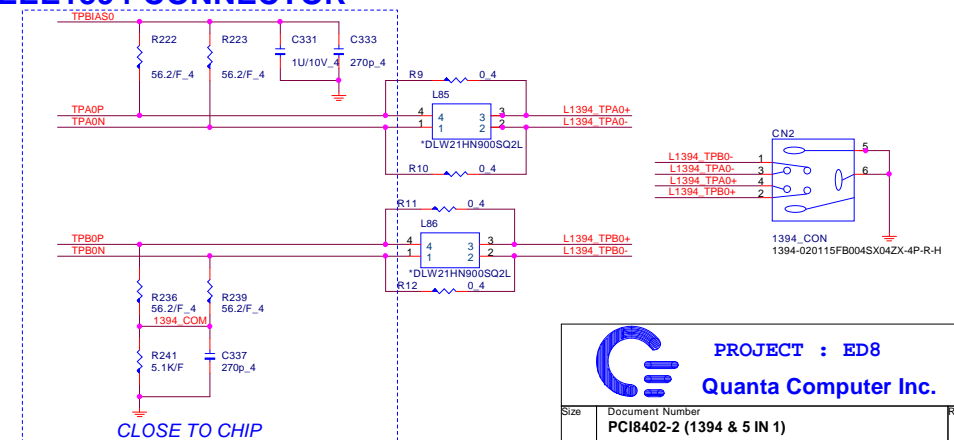 TPBIAS0
R222
56.2/F_4
R223
56.2/F_4
C331
1U/10V_4
C333
270p_4
TPA0P
TPA0N
R9
0_4
L85
4
4
3
3
1
1
2
2
*DLW21HN900SQ2L
L1394_TPA0+
L1394_TPA0-
R10
0_4
R11
0_4
L86
TPB0P
TPB0N
4
4
3
3
1
1
2
2
*DLW21HN900SQ2L
L1394_TPB0+
L1394_TPB0-
R12
0_4
R236
56.2/F_4
R239
56.2/F_4
1394_COM
R241
5.1K/F
C337
270p_4
CLOSE TO CHIP
CN2
L1394_TPB0-
1
L1394_TPA0-
3
L1394_TPA0+
4
L1394_TPB0+
2
5
6
1394_CON
1394-020115FB004SX04ZX-4P-R-H
PROJECT : ED8
Quanta Computer Inc.
Size
Document Number
PCI8402-2 (1394 & 5 IN 1)